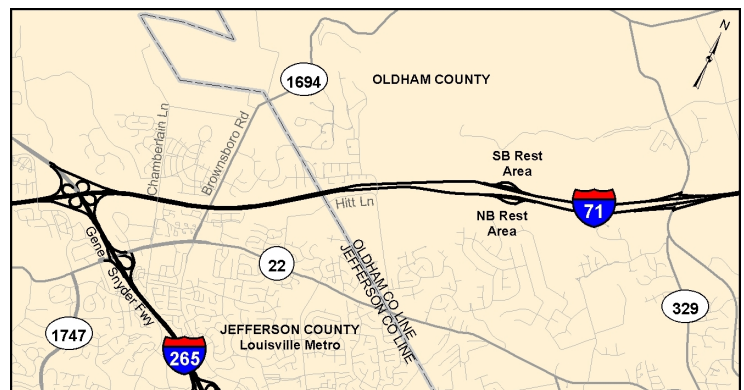 N
1694
OLDHAM COUNTY
Chamberlain Ln
Brownsboro Rd
SB Rest
Area
Hitt Ln
71
NB Rest
Area
Gene Snyder Fwy
22
OLDHAM CO LINE
JEFFERSON CO LINE
329
1747
JEFFERSON COUNTY
Louisville Metro
265